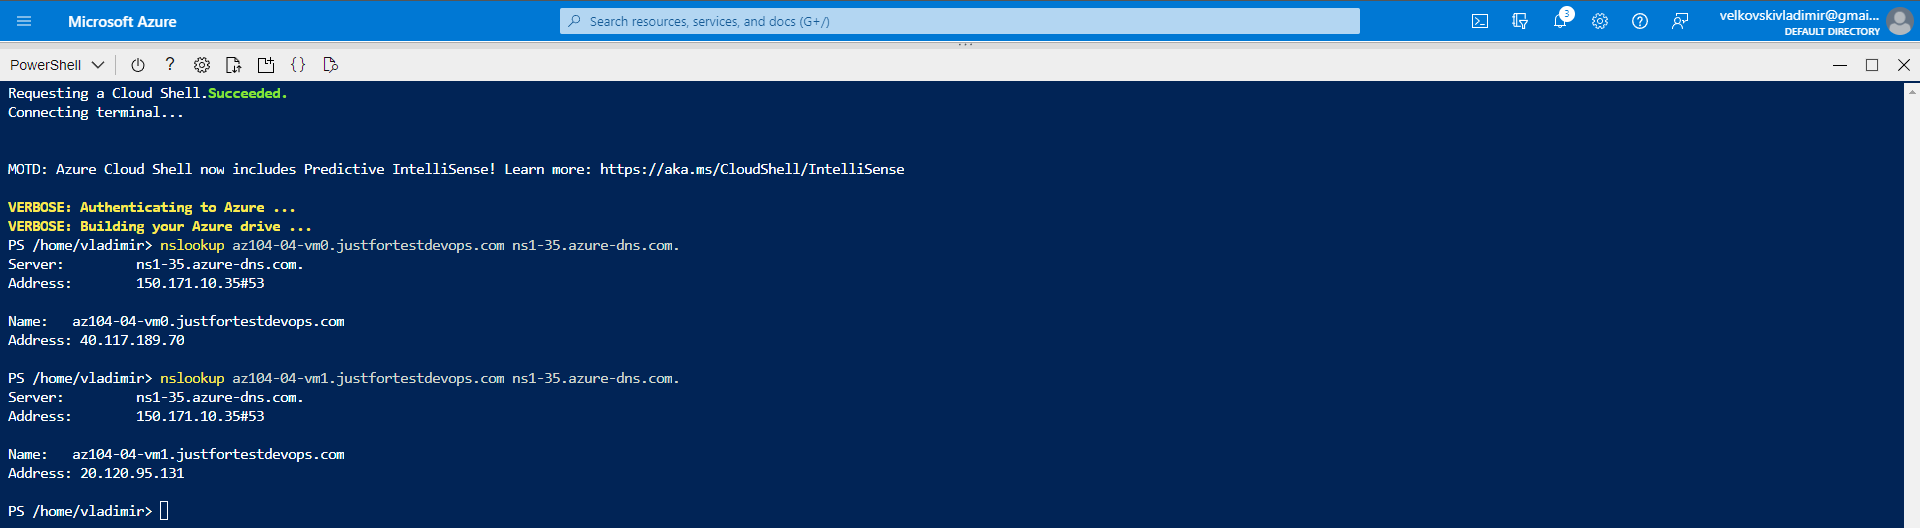 Microsoft Azure
Search resources, services, and docs (G+/)
3
velkovskivladimir@gmai...
DEFAULT DIRECTORY
PowerShell
Requesting a Cloud Shell.Succeeded.
Connecting terminal...
MOTD: Azure Cloud Shell now includes Predictive IntelliSense! Learn more: https://aka.ms/CloudShell/IntelliSense
VERBOSE: Authenticating to Azure ...
VERBOSE: Building your Azure drive ...
PS /home/vladimir> nslookup az104-04-vm0.justfortestdevops.com ns1-35.azure-dns.com.
Server:         ns1-35.azure-dns.com.
Address:        150.171.10.35#53
Name:   az104-04-vm0.justfortestdevops.com
Address: 40.117.189.70
PS /home/vladimir> nslookup az104-04-vm1.justfortestdevops.com ns1-35.azure-dns.com.
Server:         ns1-35.azure-dns.com.
Address:        150.171.10.35#53
Name:   az104-04-vm1.justfortestdevops.com
Address: 20.120.95.131
PS /home/vladimir>